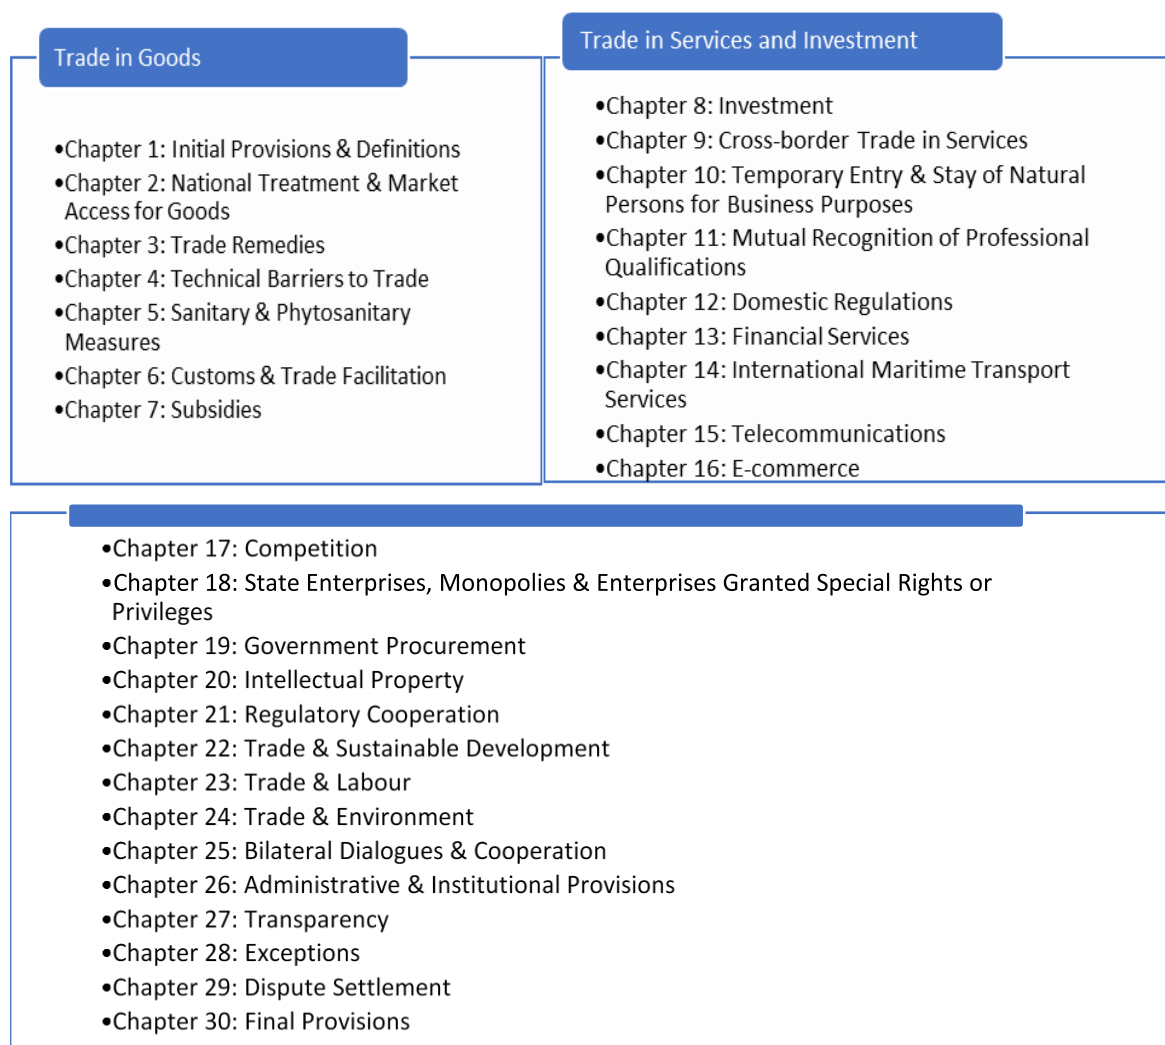 Trade in Goods
•Chapter 1: Initial Provisions & Definitions
•Chapter 2: National Treatment & Market
Access for Goods
•Chapter 3: Trade Remedies
•Chapter 4: Technical Barriers to Trade
•Chapter 5: Sanitary & Phytosanitary
Measures
•Chapter 6: Customs & Trade Facilitation
•Chapter 7: Subsidies
Trade in Services and Investment
•Chapter 8: Investment
•Chapter 9: Cross-border Trade in Services
•Chapter 10: Temporary Entry & Stay of Natural
Persons for Business Purposes
•Chapter 11: Mutual Recognition of Professional
Qualifications
•Chapter 12: Domestic Regulations
•Chapter 13: Financial Services
•Chapter 14: International Maritime Transport
Services
•Chapter 15: Telecommunications
•Chapter 16: E-commerce
•Chapter 17: Competition
•Chapter 18: State Enterprises, Monopolies & Enterprises Granted Special Rights or
Privileges
•Chapter 19: Government Procurement
•Chapter 20: Intellectual Property
•Chapter 21: Regulatory Cooperation
•Chapter 22: Trade & Sustainable Development
•Chapter 23: Trade & Labour
•Chapter 24: Trade & Environment
•Chapter 25: Bilateral Dialogues & Cooperation
•Chapter 26: Administrative & Institutional Provisions
•Chapter 27: Transparency
•Chapter 28: Exceptions
•Chapter 29: Dispute Settlement
•Chapter 30: Final Provisions